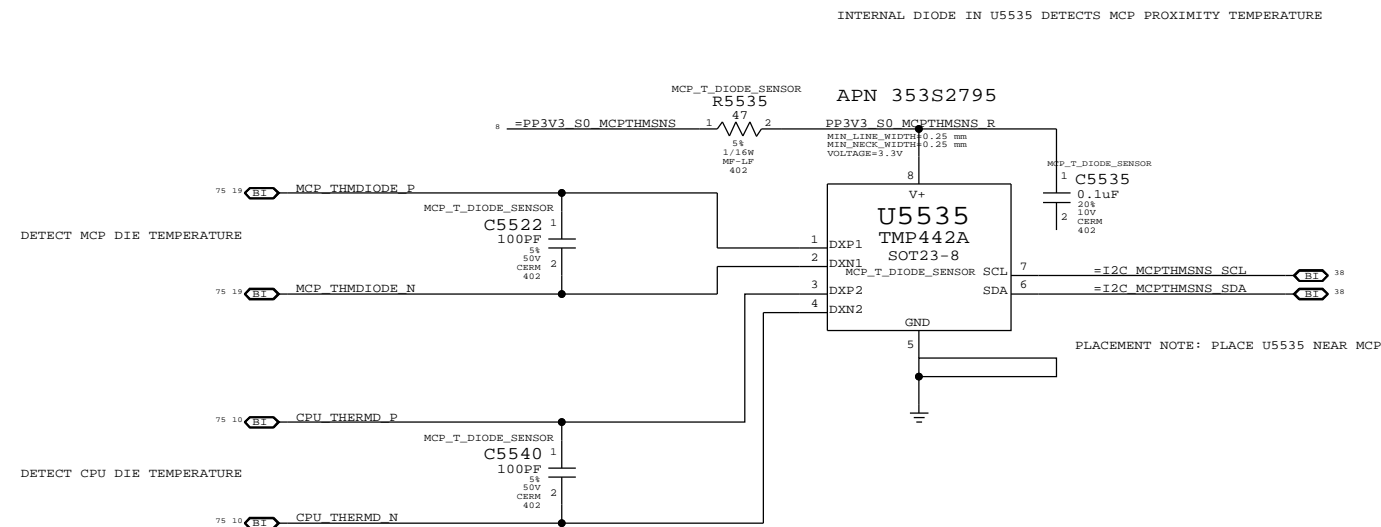 INTERNAL DIODE IN U5535 DETECTS MCP PROXIMITY TEMPERATURE
MCP_T_DIODE_SENSOR
R5535
APN 353S2795
47
8 =PP3V3_S0_MCPTHMSNS 1 2 PP3V3_S0_MCPTHMSNS_R
5%
1/16W
MF-LF
402
MIN_LINE_WIDTH=0.25 mm
MIN_NECK_WIDTH=0.25 mm
VOLTAGE=3.3V
MCP_T_DIODE_SENSOR
1 C5535
0.1uF
20%
10V
CERM
402
2
8
V+
U5535
TMP442A
SOT23-8
MCP_T_DIODE_SENSOR
75 19 BI MCP_THMDIODE_P
MCP_T_DIODE_SENSOR
C5522 1
100PF
5%
50V
CERM
402
2
DETECT MCP DIE TEMPERATURE
75 19 BI MCP_THMDIODE_N
1 DXP1
2 DXN1
3 DXP2
4 DXN2
SCL 7 =I2C_MCPTHMSNS_SCL BI 38
SDA 6 =I2C_MCPTHMSNS_SDA BI 38
GND
5
PLACEMENT NOTE: PLACE U5535 NEAR MCP
75 10 BI CPU_THERMD_P
MCP_T_DIODE_SENSOR
C5540 1
100PF
5%
50V
CERM
402
2
DETECT CPU DIE TEMPERATURE
75 10 BI CPU_THERMD_N